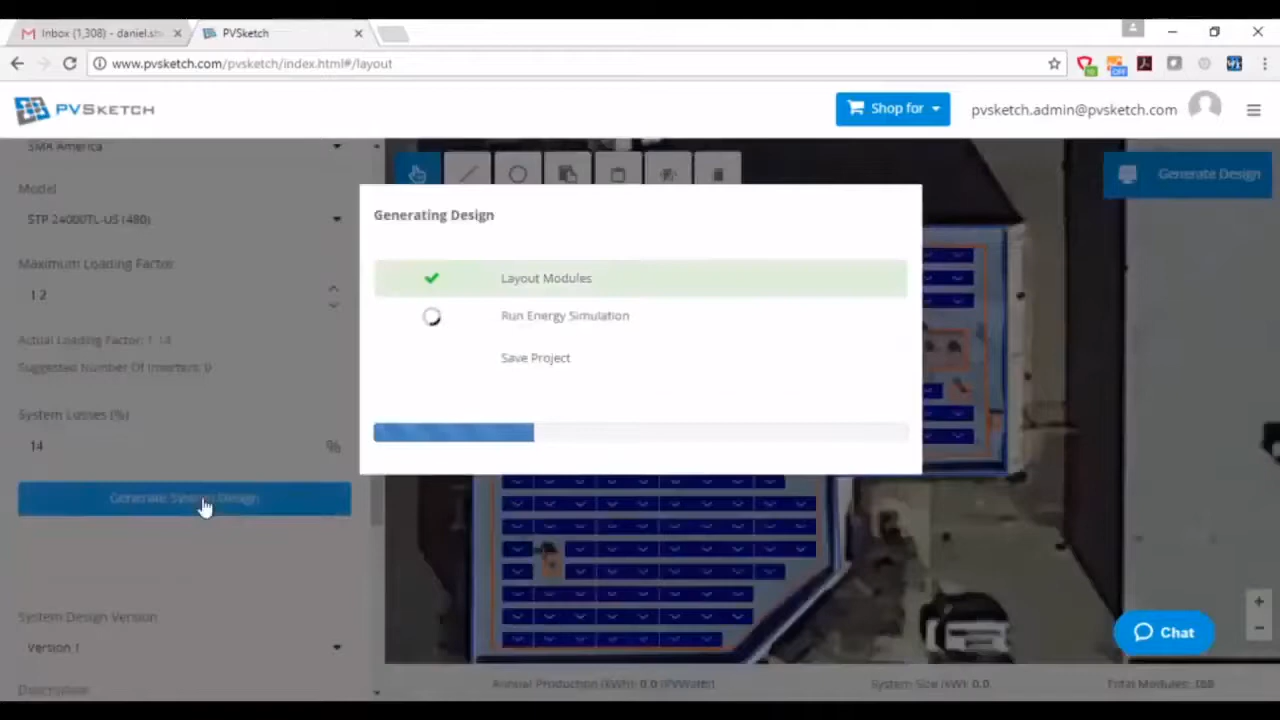 Inbox (1,308) - daniel.sh
PVSketch
www.pvsketch.com/pvsketch/index.html#/layout
PVSKETCH
Shop for
pvsketch.admin@pvsketch.com
SMA America
Generate Design
Model
STP 24000TL-US (480)
Generating Design
Maximum Loading Factor
Layout Modules
1.2
Run Energy Simulation
Actual Loading Factor: 1.14
Save Project
Suggested Number Of Inverters: 0
System Losses (%)
14 %
Generate System Design
System Design Version
Version 1
Chat
Description
Annual Production (kWh): 0.0 (PVWatts)
System Size (kW): 0.0
Total Modules: